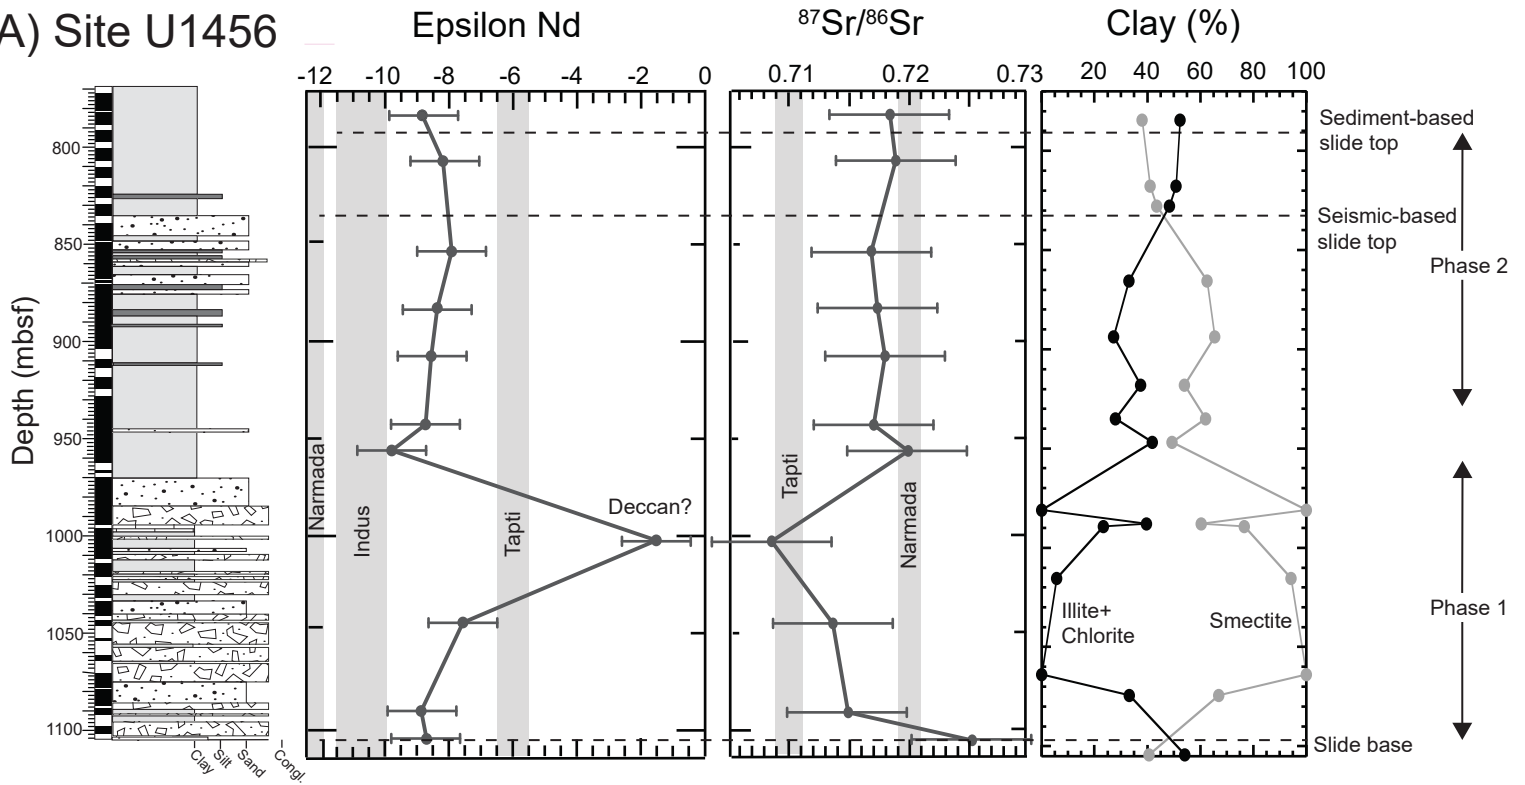 A) Site U1456
Epsilon Nd
87Sr/86Sr
Clay (%)
-12 -10 -8 -6 -4 -2 0
0.71 0.72 0.73
20 40 60 80 100
Depth (mbsf)
800
850
900
950
1000
1050
1100
Clay
Silt
Sand
Congl.
Narmada
Indus
Tapti
Deccan?
Tapti
Narmada
Illite+
Chlorite
Smectite
Sediment-based
slide top
Seismic-based
slide top
Phase 2
Phase 1
Slide base